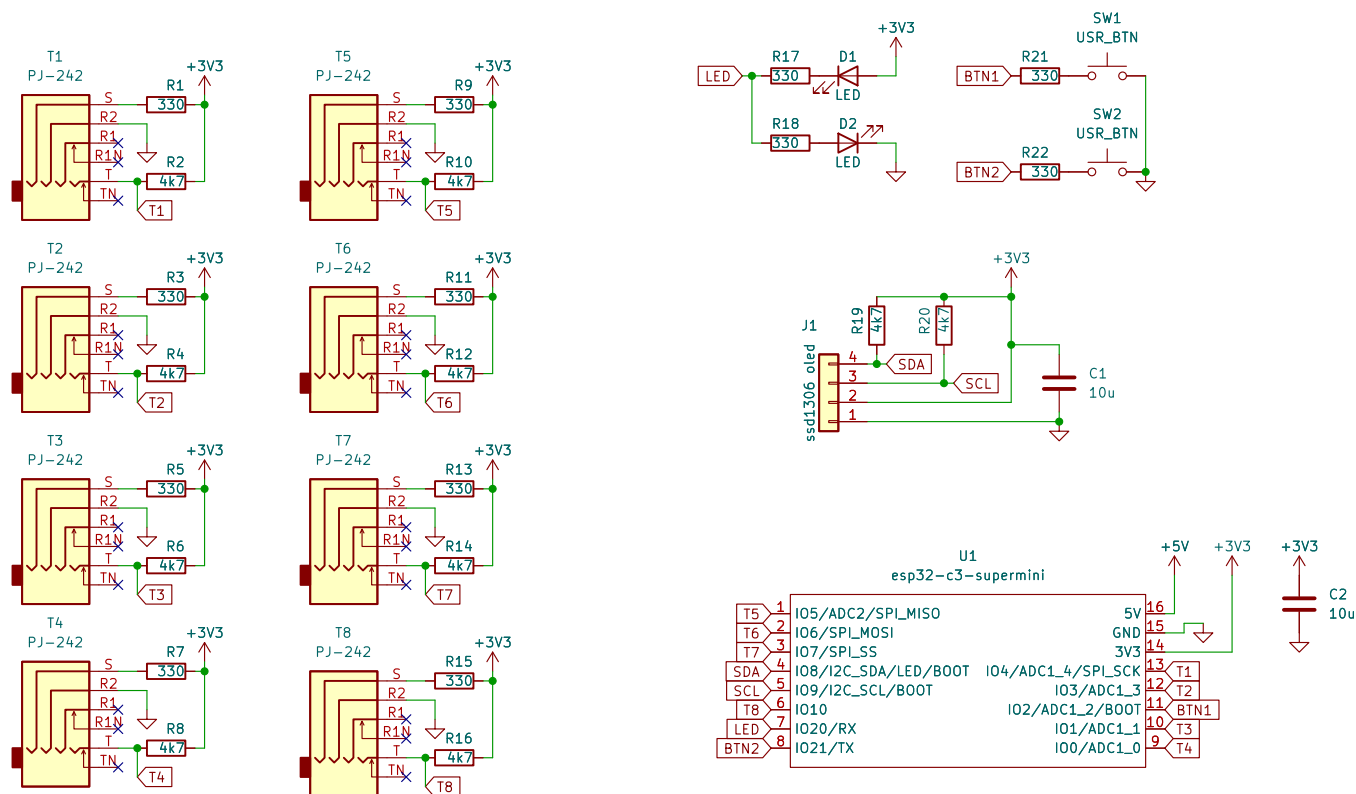 T1
PJ-242
+3V3
S
R1
330
R2
R1
R1N
T
R2
4k7
TN
T1
T5
PJ-242
+3V3
S
R9
330
R2
R1
R1N
T
R10
4k7
TN
T5
T2
PJ-242
+3V3
S
R3
330
R2
R1
R1N
T
R4
4k7
TN
T2
T6
PJ-242
+3V3
S
R11
330
R2
R1
R1N
T
R12
4k7
TN
T6
T3
PJ-242
+3V3
S
R5
330
R2
R1
R1N
T
R6
4k7
TN
T3
T7
PJ-242
+3V3
S
R13
330
R2
R1
R1N
T
R14
4k7
TN
T7
T4
PJ-242
+3V3
S
R7
330
R2
R1
R1N
T
R8
4k7
TN
T4
T8
PJ-242
+3V3
S
R15
330
R2
R1
R1N
T
R16
4k7
TN
T8
+3V3
LED
R17
330
D1
LED
R18
330
D2
LED
SW1
USR_BTN
BTN1
R21
330
SW2
USR_BTN
BTN2
R22
330
+3V3
R19
4k7
R20
4k7
J1
ssd1306 oled
4
SDA
3
SCL
2
1
C1
10u
U1
esp32-c3-supermini
+5V
+3V3
+3V3
C2
10u
T5 1 IO5/ADC2/SPI_MISO
T6 2 IO6/SPI_MOSI
T7 3 IO7/SPI_SS
SDA 4 IO8/I2C_SDA/LED/BOOT
SCL 5 IO9/I2C_SCL/BOOT
T8 6 IO10
LED 7 IO20/RX
BTN2 8 IO21/TX
5V 16
GND 15
3V3 14
IO4/ADC1_4/SPI_SCK 13 T1
IO3/ADC1_3 12 T2
IO2/ADC1_2/BOOT 11 BTN1
IO1/ADC1_1 10 T3
IO0/ADC1_0 9 T4